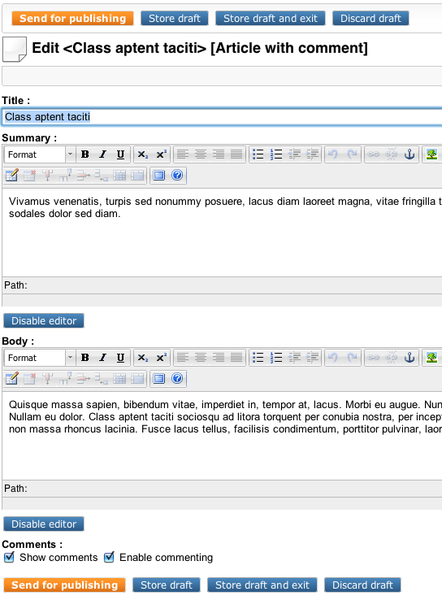 Send for publishing Store draft Store draft and exit Discard draft
Edit <Class aptent taciti> [Article with comment]
Title :
Class aptent taciti
Summary :
Format B I U x₂ x²
Vivamus venenatis, turpis sed nonummy posuere, lacus diam laoreet magna, vitae fringilla t
sodales dolor sed diam.
Path:
Disable editor
Body :
Format B I U x₂ x²
Quisque massa sapien, bibendum vitae, imperdiet in, tempor at, lacus. Morbi eu augue. Nun
Nullam eu dolor. Class aptent taciti sociosqu ad litora torquent per conubia nostra, per incep
non massa rhoncus lacinia. Fusce lacus tellus, facilisis condimentum, porttitor pulvinar, laor
Path:
Disable editor
Comments :
Show comments Enable commenting
Send for publishing Store draft Store draft and exit Discard draft